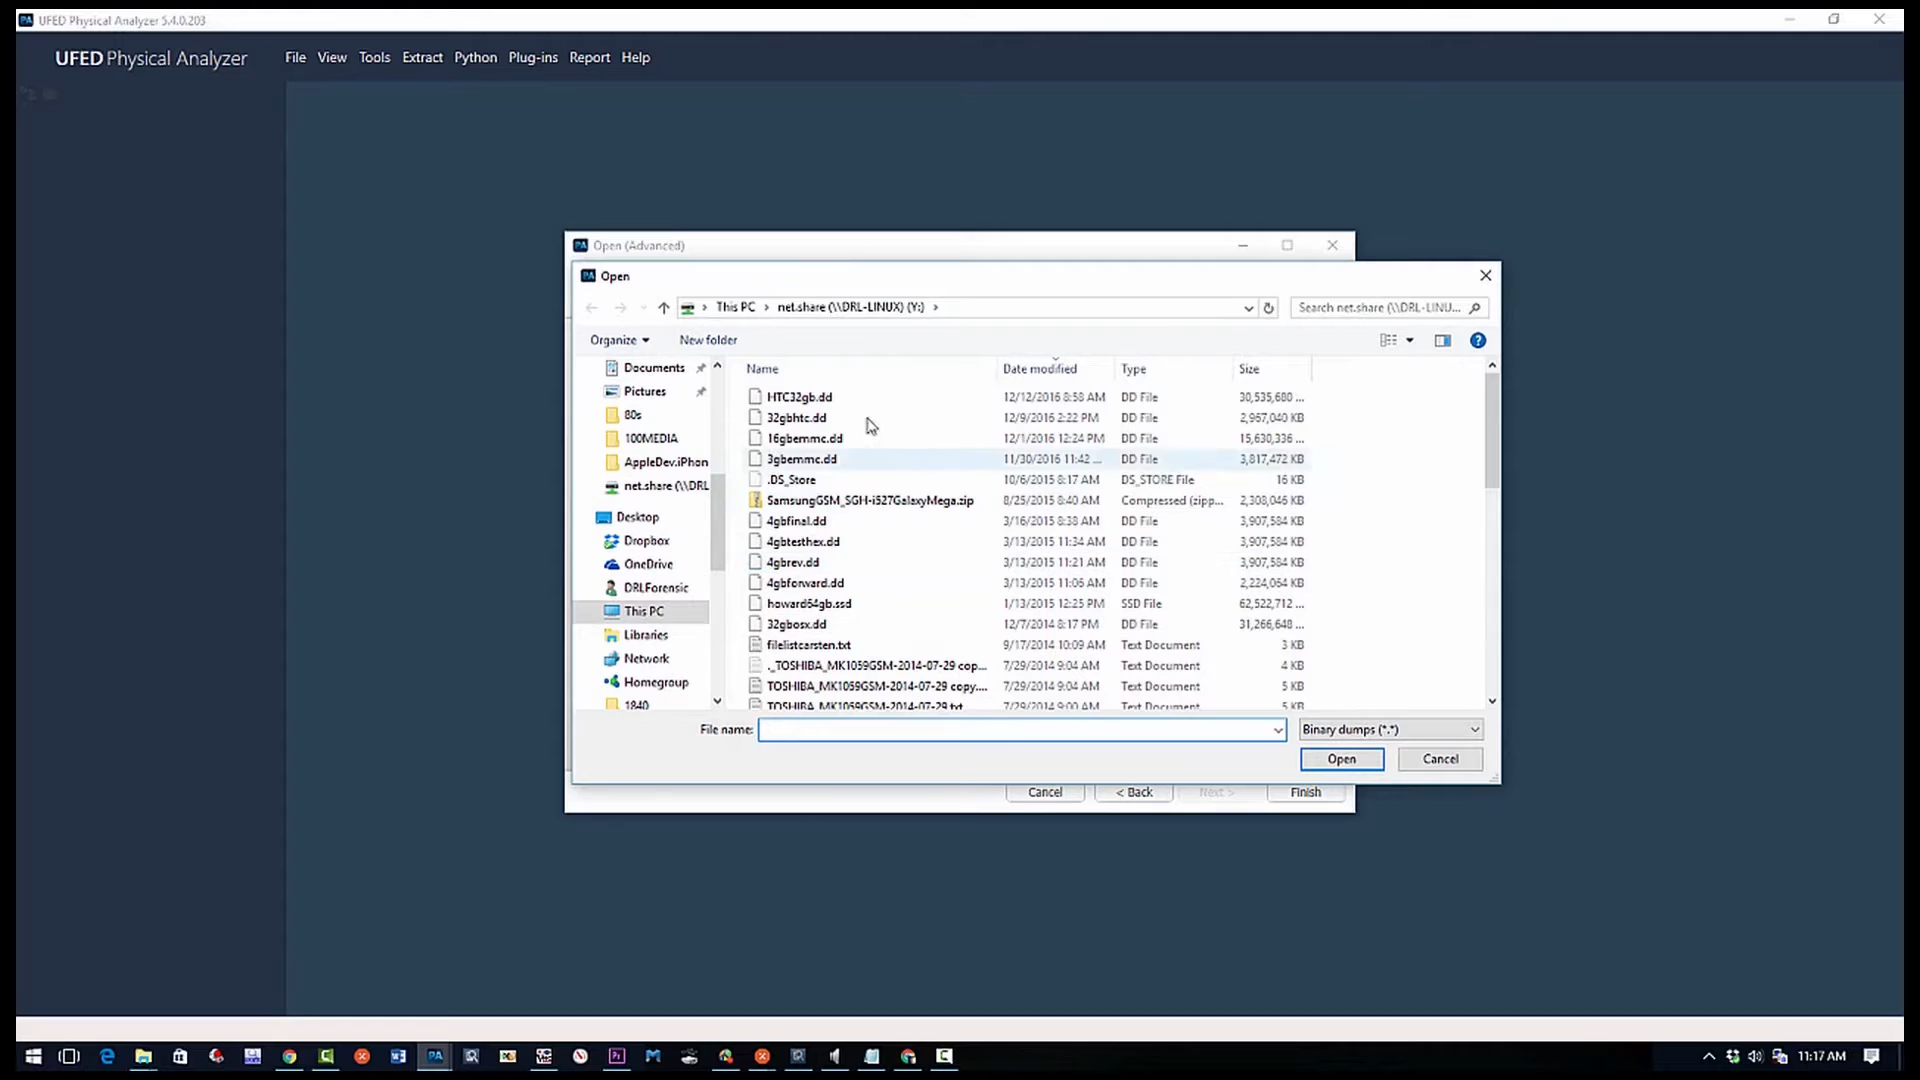 UFED Physical Analyzer 5.4.0.203
UFED Physical Analyzer
File View Tools Extract Python Plug-ins Report Help
Open (Advanced)
Open
This PC > net.share (\\DRL-LINUX) (Y:) >
Search net.share (\\DRL-LINU...
Organize
New folder
Documents
Pictures
80s
100MEDIA
AppleDev.iPhon
net.share (\\DRL
Desktop
Dropbox
OneDrive
DRLForensic
This PC
Libraries
Network
Homegroup
1840
Name Date modified Type Size
HTC32gb.dd 12/12/2016 8:58 AM DD File 30,535,680 ...
32gbhtc.dd 12/9/2016 2:22 PM DD File 2,967,040 KB
16gbemmc.dd 12/1/2016 12:24 PM DD File 15,630,336 ...
3gbemmc.dd 11/30/2016 11:42 ... DD File 3,817,472 KB
.DS_Store 10/6/2015 8:17 AM DS_STORE File 16 KB
SamsungGSM_SGH-i527GalaxyMega.zip 8/25/2015 8:40 AM Compressed (zipp... 2,308,046 KB
4gbfinal.dd 3/16/2015 8:38 AM DD File 3,907,584 KB
4gbtesthex.dd 3/13/2015 11:34 AM DD File 3,907,584 KB
4gbrev.dd 3/13/2015 11:21 AM DD File 3,907,584 KB
4gbforward.dd 3/13/2015 11:06 AM DD File 2,224,064 KB
howard64gb.ssd 1/13/2015 12:25 PM SSD File 62,522,712 ...
32gbosx.dd 12/7/2014 8:17 PM DD File 31,266,648 ...
filelistcarsten.txt 9/17/2014 10:09 AM Text Document 3 KB
._TOSHIBA_MK1059GSM-2014-07-29 cop... 7/29/2014 9:04 AM Text Document 4 KB
TOSHIBA_MK1059GSM-2014-07-29 copy.... 7/29/2014 9:04 AM Text Document 5 KB
TOSHIBA_MK1059GSM-2014-07-29.txt 7/29/2014 9:00 AM Text Document 5 KB
File name:
Binary dumps (*.*)
Open Cancel
Cancel < Back Next > Finish
11:17 AM